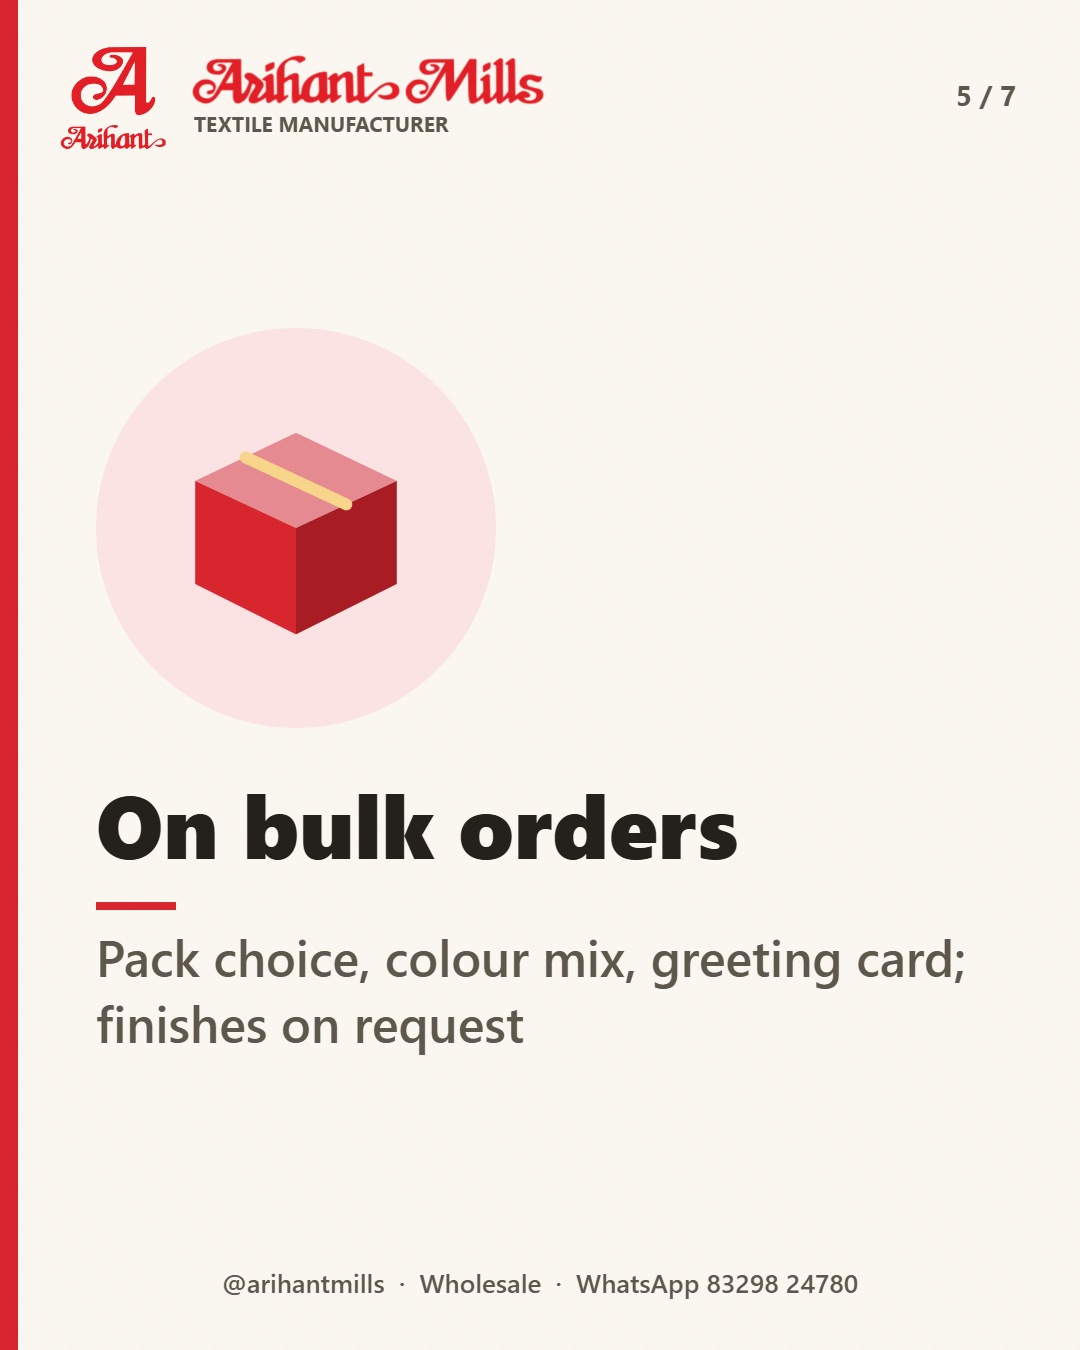 A
Arihant
Arihant Mills
TEXTILE MANUFACTURER
5 / 7
On bulk orders
Pack choice, colour mix, greeting card;
finishes on request
@arihantmills · Wholesale · WhatsApp 83298 24780